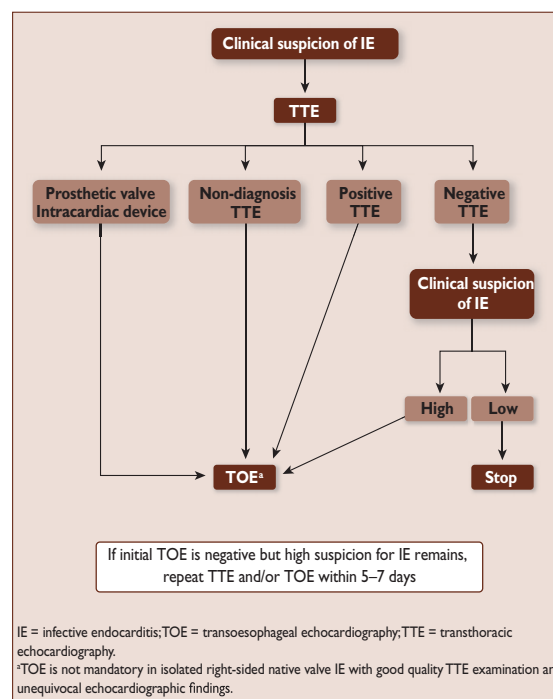 Clinical suspicion of IE
TTE
Prosthetic valve
Intracardiac device
Non-diagnosis
TTE
Positive
TTE
Negative
TTE
Clinical suspicion
of IE
High
Low
TOEa
Stop
If initial TOE is negative but high suspicion for IE remains,
repeat TTE and/or TOE within 5–7 days
IE = infective endocarditis; TOE = transoesophageal echocardiography; TTE = transthoracic
echocardiography.
aTOE is not mandatory in isolated right-sided native valve IE with good quality TTE examination an
unequivocal echocardiographic findings.